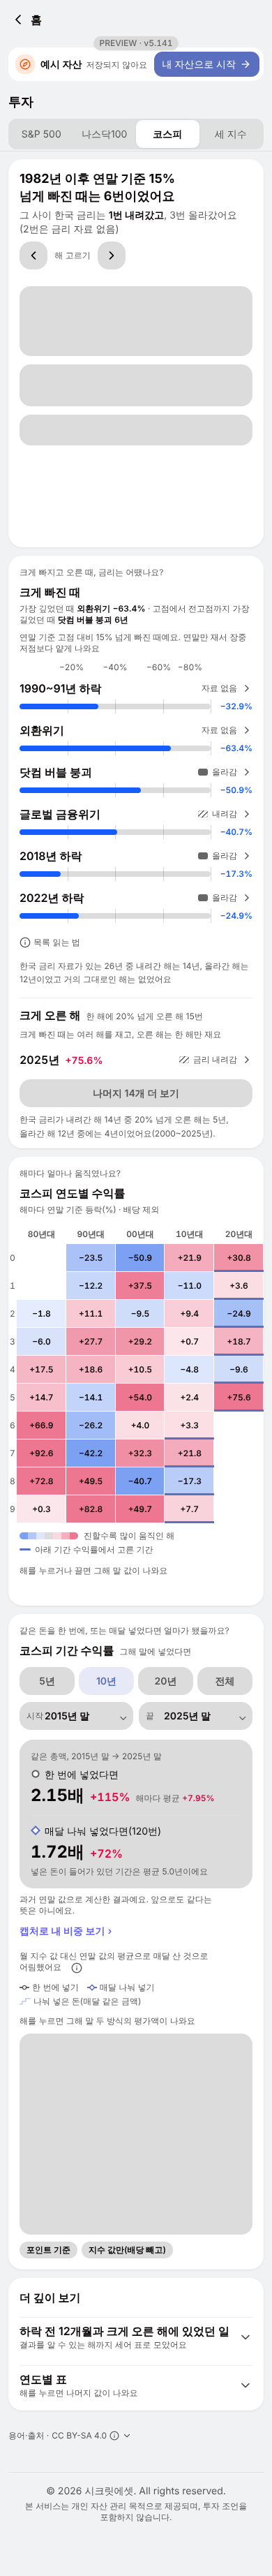 홈
PREVIEW · v5.141
예시 자산 저장되지 않아요 내 자산으로 시작
투자
S&P 500 나스닥100 코스피 세 지수
1982년 이후 연말 기준 15%
넘게 빠진 때는 6번이었어요
그 사이 한국 금리는 1번 내려갔고, 3번 올라갔어요
(2번은 금리 자료 없음)
해 고르기
크게 빠지고 오른 때, 금리는 어땠나요?
크게 빠진 때
가장 깊었던 때 외환위기 −63.4% · 고점에서 전고점까지 가장
길었던 때 닷컴 버블 붕괴 6년
연말 기준 고점 대비 15% 넘게 빠진 때예요. 연말만 재서 장중
저점보다 얕게 나와요
−20% −40% −60% −80%
1990~91년 하락 자료 없음
−32.9%
외환위기 자료 없음
−63.4%
닷컴 버블 붕괴 올라감
−50.9%
글로벌 금융위기 내려감
−40.7%
2018년 하락 올라감
−17.3%
2022년 하락 올라감
−24.9%
목록 읽는 법
한국 금리 자료가 있는 26년 중 내려간 해는 14년, 올라간 해는
12년이었고 거의 그대로인 해는 없었어요
크게 오른 해 한 해에 20% 넘게 오른 해 15번
크게 빠진 때는 여러 해를 재고, 오른 해는 한 해만 재요
2025년 +75.6% 금리 내려감
나머지 14개 더 보기
한국 금리가 내려간 해 14년 중 20% 넘게 오른 해는 5년,
올라간 해 12년 중에는 4년이었어요(2000~2025년).
해마다 얼마나 움직였나요?
코스피 연도별 수익률
해마다 연말 기준 등락(%) · 배당 제외
80년대 90년대 00년대 10년대 20년대
0 −23.5 −50.9 +21.9 +30.8
1 −12.2 +37.5 −11.0 +3.6
2 −1.8 +11.1 −9.5 +9.4 −24.9
3 −6.0 +27.7 +29.2 +0.7 +18.7
4 +17.5 +18.6 +10.5 −4.8 −9.6
5 +14.7 −14.1 +54.0 +2.4 +75.6
6 +66.9 −26.2 +4.0 +3.3
7 +92.6 −42.2 +32.3 +21.8
8 +72.8 +49.5 −40.7 −17.3
9 +0.3 +82.8 +49.7 +7.7
진할수록 많이 움직인 해
아래 기간 수익률에서 고른 기간
해를 누르거나 끌면 그해 말 값이 나와요
같은 돈을 한 번에, 또는 매달 넣었다면 얼마가 됐을까요?
코스피 기간 수익률 그해 말에 넣었다면
5년 10년 20년 전체
시작 2015년 말 끝 2025년 말
같은 총액, 2015년 말 → 2025년 말
한 번에 넣었다면
2.15배 +115% 해마다 평균 +7.95%
매달 나눠 넣었다면(120번)
1.72배 +72%
넣은 돈이 들어가 있던 기간은 평균 5.0년이에요
과거 연말 값으로 계산한 결과예요. 앞으로도 같다는
뜻은 아니에요.
캡처로 내 비중 보기 ›
월 지수 값 대신 연말 값의 평균으로 매달 산 것으로
어림했어요
한 번에 넣기 매달 나눠 넣기
나눠 넣은 돈(매달 같은 금액)
해를 누르면 그해 말 두 방식의 평가액이 나와요
포인트 기준 지수 값만(배당 빼고)
더 깊이 보기
하락 전 12개월과 크게 오른 해에 있었던 일
결과를 알 수 있는 해까지 세어 표로 모았어요
연도별 표
해를 누르면 나머지 값이 나와요
용어·출처 · CC BY-SA 4.0
© 2026 시크릿에셋. All rights reserved.
본 서비스는 개인 자산 관리 목적으로 제공되며, 투자 조언을
포함하지 않습니다.